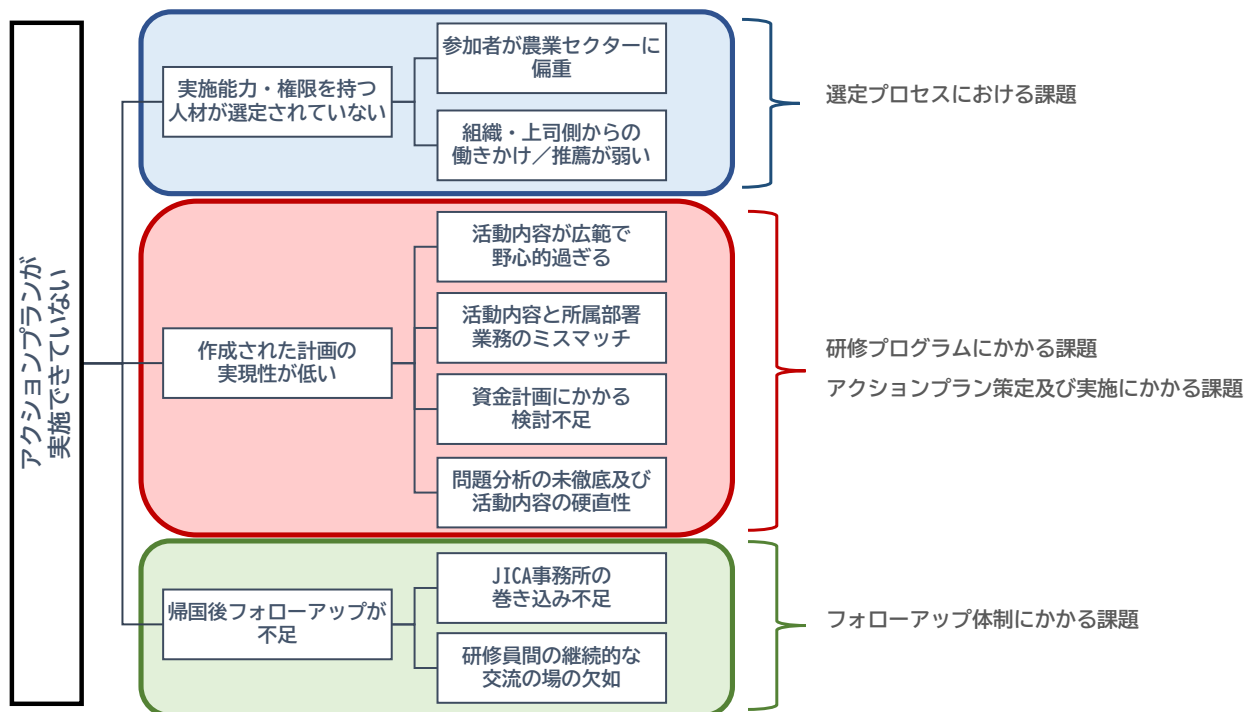 アクションプランが
実施できていない
実施能力・権限を持つ
人材が選定されていない
参加者が農業セクターに
偏重
組織・上司側からの
働きかけ／推薦が弱い
選定プロセスにおける課題
作成された計画の
実現性が低い
活動内容が広範で
野心的過ぎる
活動内容と所属部署
業務のミスマッチ
資金計画にかかる
検討不足
問題分析の未徹底及び
活動内容の硬直性
研修プログラムにかかる課題
アクションプラン策定及び実施にかかる課題
帰国後フォローアップが
不足
JICA事務所の
巻き込み不足
研修員間の継続的な
交流の場の欠如
フォローアップ体制にかかる課題